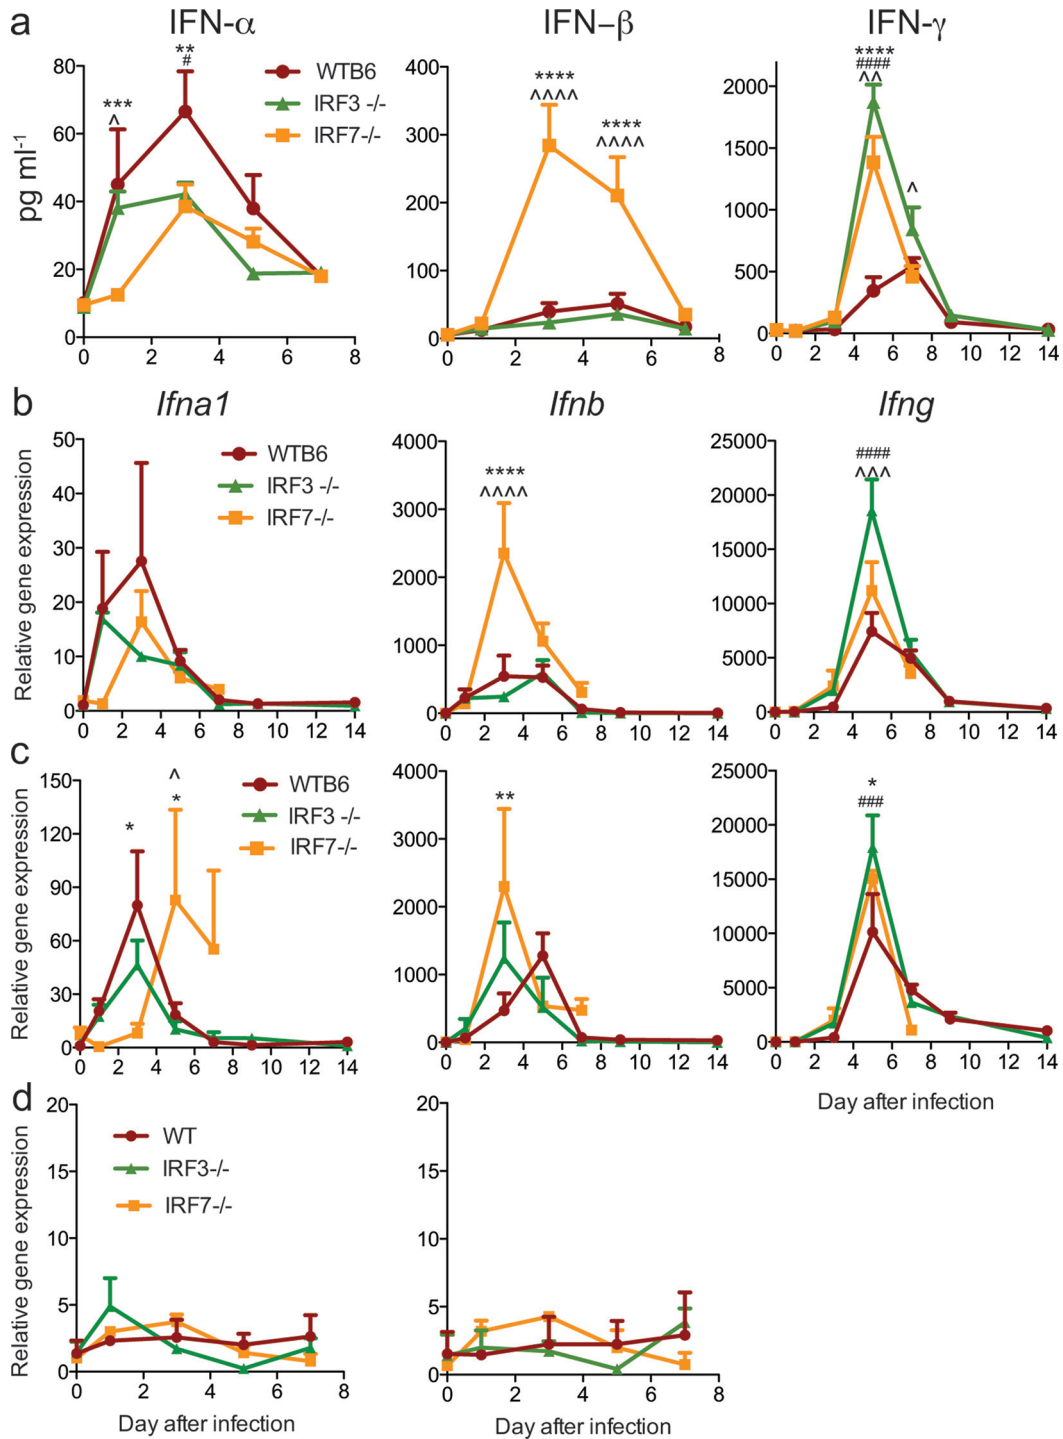 a
IFN-α
IFN–β
IFN-γ
**
#
***
^
WTB6
IRF3 -/-
IRF7-/-
****
^^^^
****
^^^^
****
####
^^
^
pg ml-1
80
60
40
20
0
0 2 4 6 8
400
300
200
100
0
0 2 4 6 8
2000
1500
1000
500
0
0 2 4 6 8 10 12 14
b
Ifna1
Ifnb
Ifng
WTB6
IRF3 -/-
IRF7-/-
****
^^^^
####
^^^
Relative gene expression
50
40
30
20
10
0
0 2 4 6 8 10 12 14
4000
3000
2000
1000
0
0 2 4 6 8 10 12 14
25000
20000
15000
10000
5000
0
0 2 4 6 8 10 12 14
c
WTB6
IRF3 -/-
IRF7-/-
*
^
*
**
*
###
Relative gene expression
150
120
90
60
30
0
0 2 4 6 8 10 12 14
4000
3000
2000
1000
0
0 2 4 6 8 10 12 14
25000
20000
15000
10000
5000
0
0 2 4 6 8 10 12 14
Day after infection
d
WT
IRF3-/-
IRF7-/-
Relative gene expression
20
15
10
5
0
0 2 4 6 8
Day after infection
20
15
10
5
0
0 2 4 6 8
Day after infection